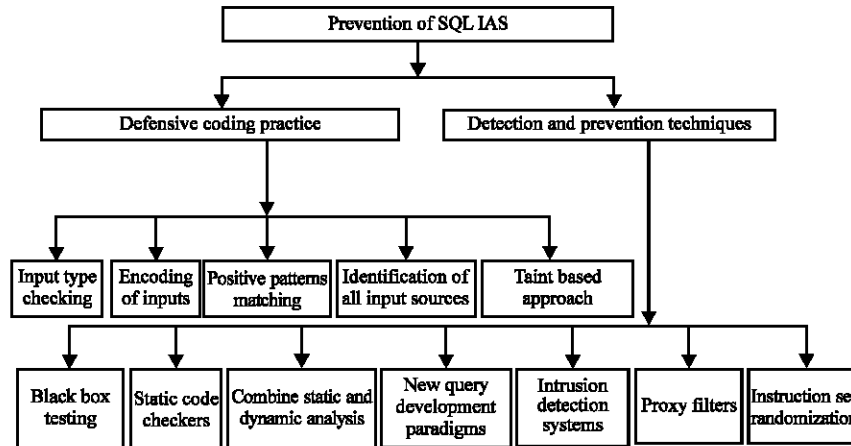 Prevention of SQL IAS
Defensive coding practice
Detection and prevention techniques
Input type
checking
Encoding
of inputs
Positive patterns
matching
Identification of
all input sources
Taint based
approach
Black box
testing
Static code
checkers
Combine static and
dynamic analysis
New query
development
paradigms
Intrusion
detection
systems
Proxy filters
Instruction se
randomization